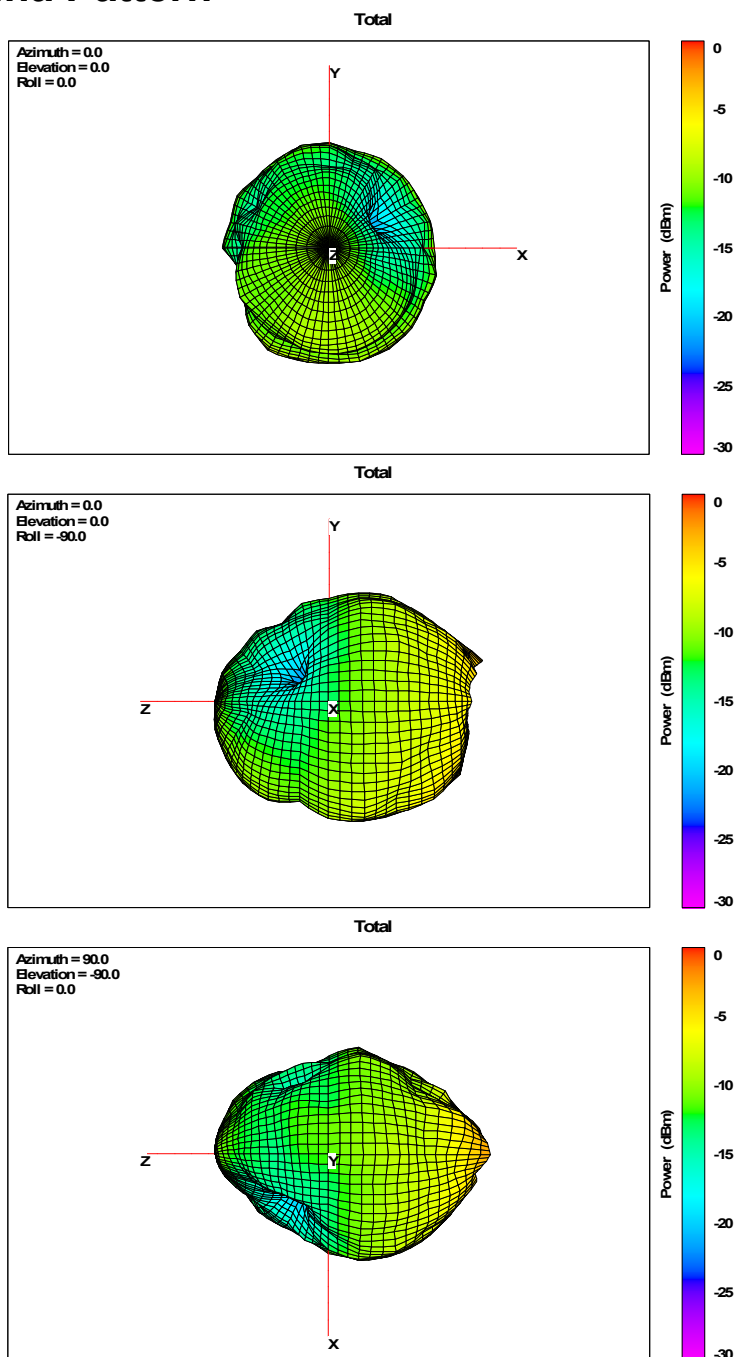 Total
Azimuth = 0.0
Elevation = 0.0
Roll = 0.0
Y
X
Z
0
-5
-10
-15
-20
-25
-30
Power (dBm)
Total
Azimuth = 0.0
Elevation = 0.0
Roll = -90.0
Y
Z
X
0
-5
-10
-15
-20
-25
-30
Power (dBm)
Total
Azimuth = 90.0
Elevation = -90.0
Roll = 0.0
Z
Y
X
0
-5
-10
-15
-20
-25
-30
Power (dBm)